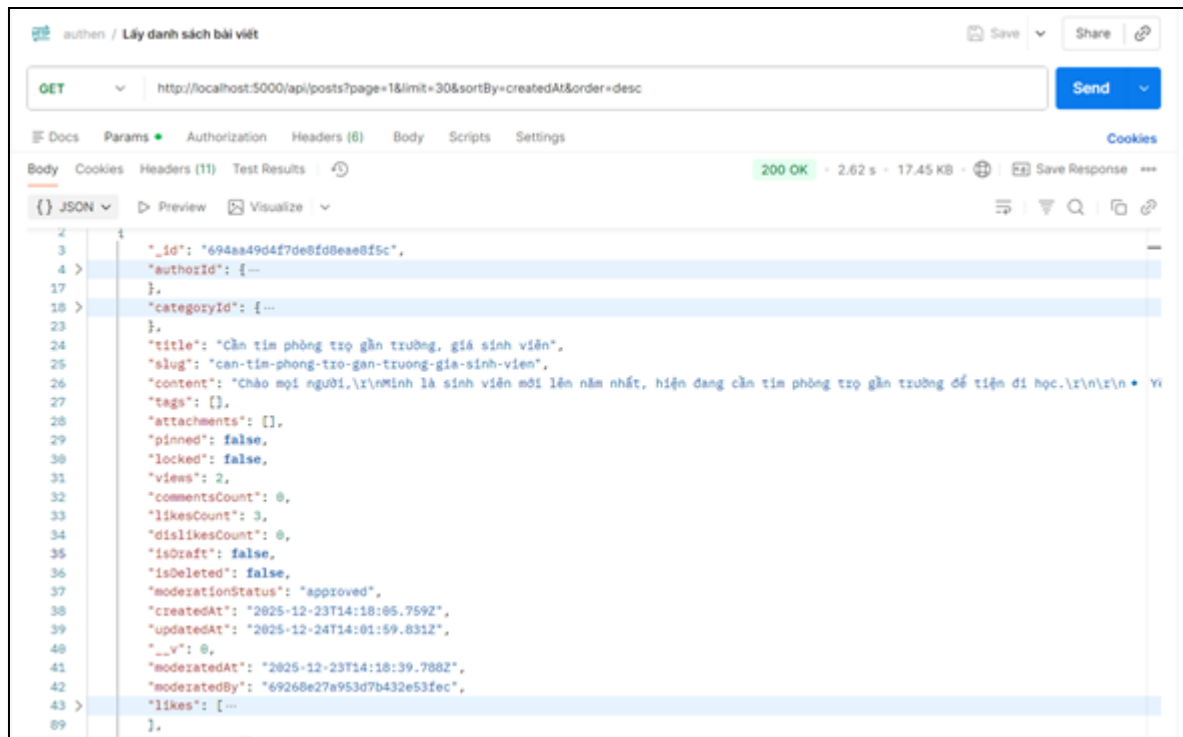 authen / Lấy danh sách bài viết
Save
Share
GET
http://localhost:5000/api/posts?page=1&limit=30&sortBy=createdAt&order=desc
Send
Docs Params Authorization Headers (6) Body Scripts Settings
Cookies
Body Cookies Headers (11) Test Results
200 OK • 2.62 s • 17.45 KB
Save Response •••
{} JSON Preview Visualize
2 {
3 "_id": "694aa49d4f7de8fd8eae8f5c",
4 > "authorId": {…
17 },
18 > "categoryId": {…
23 },
24 "title": "Cần tìm phòng trọ gần trường, giá sinh viên",
25 "slug": "can-tim-phong-tro-gan-truong-gia-sinh-vien",
26 "content": "Chào mọi người,\r\nMình là sinh viên mới lên năm nhất, hiện đang cần tìm phòng trọ gần trường để tiện đi học.\r\n\r\n •
27 "tags": [],
28 "attachments": [],
29 "pinned": false,
30 "locked": false,
31 "views": 2,
32 "commentsCount": 0,
33 "likesCount": 3,
34 "dislikesCount": 0,
35 "isDraft": false,
36 "isDeleted": false,
37 "moderationStatus": "approved",
38 "createdAt": "2025-12-23T14:18:05.759Z",
39 "updatedAt": "2025-12-24T14:01:59.831Z",
40 "__v": 0,
41 "moderatedAt": "2025-12-23T14:18:39.788Z",
42 "moderatedBy": "69268e27a953d7b432e53fec",
43 > "likes": […
89 ],